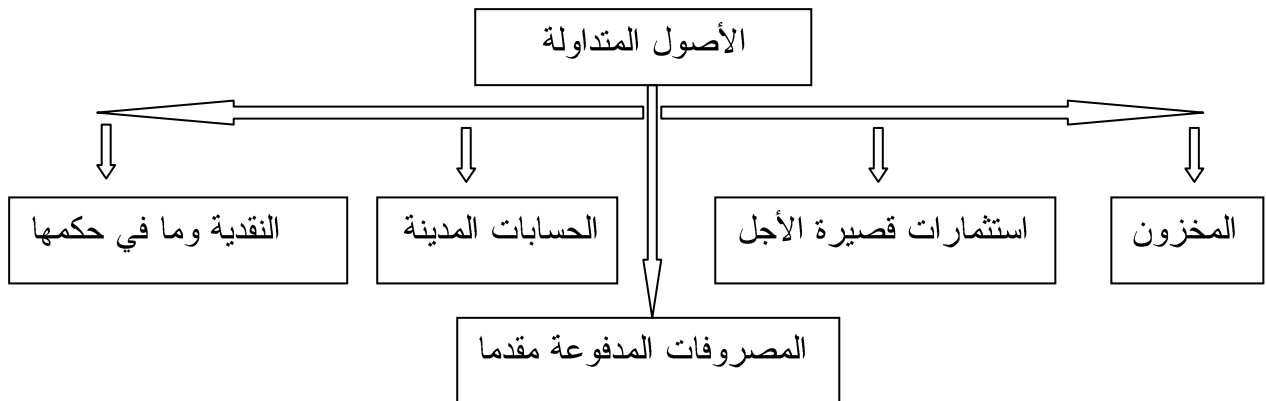 الأصول المتداولة
المخزون
استثمارات قصيرة الأجل
الحسابات المدينة
النقدية وما في حكمها
المصروفات المدفوعة مقدما